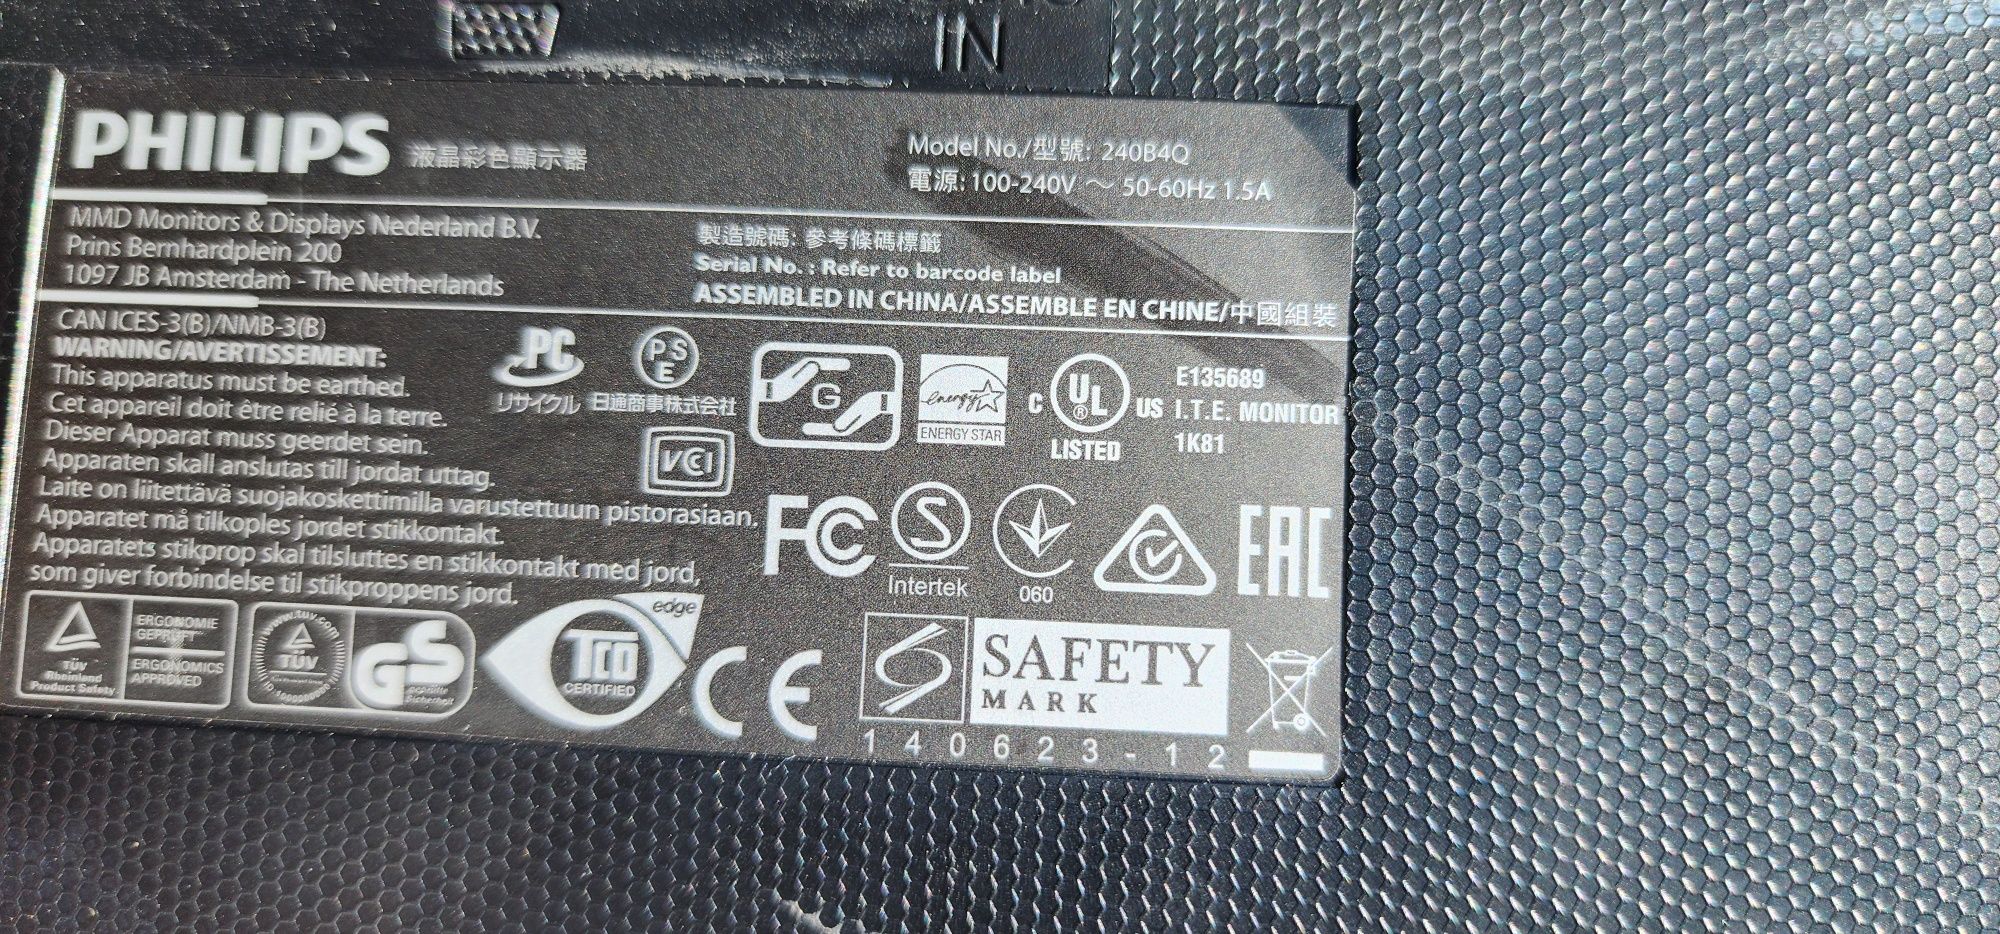 IN
PHILIPS 液晶彩色顯示器
Model No./型號: 240B4Q
電源: 100-240V ～ 50-60Hz 1.5A
MMD Monitors & Displays Nederland B.V.
Prins Bernhardplein 200
1097 JB Amsterdam - The Netherlands
製造號碼: 參考條碼標籤
Serial No. : Refer to barcode label
ASSEMBLED IN CHINA/ASSEMBLE EN CHINE/中國組裝
CAN ICES-3(B)/NMB-3(B)
WARNING/AVERTISSEMENT:
This apparatus must be earthed.
Cet appareil doit être relié à la terre.
Dieser Apparat muss geerdet sein.
Apparaten skall anslutas till jordat uttag.
Laite on liitettävä suojakoskettimilla varustettuun pistorasiaan.
Apparatet må tilkoples jordet stikkontakt.
Apparatets stikprop skal tilsluttes en stikkontakt med jord,
som giver forbindelse til stikproppens jord.
PC
リサイクル
PSE
日通商事株式会社
VCI
G
energy
ENERGY STAR
C UL US
LISTED
E135689
I.T.E. MONITOR
1K81
FC
S
Intertek
060
EAC
TÜV
Rheinland
Product Safety
ERGONOMIE
GEPRÜFT
ERGONOMICS
APPROVED
www.tuv.com
TÜV
GS
geprüfte
Sicherheit
TCO
CERTIFIED
edge
CE
SAFETY
MARK
140623-12